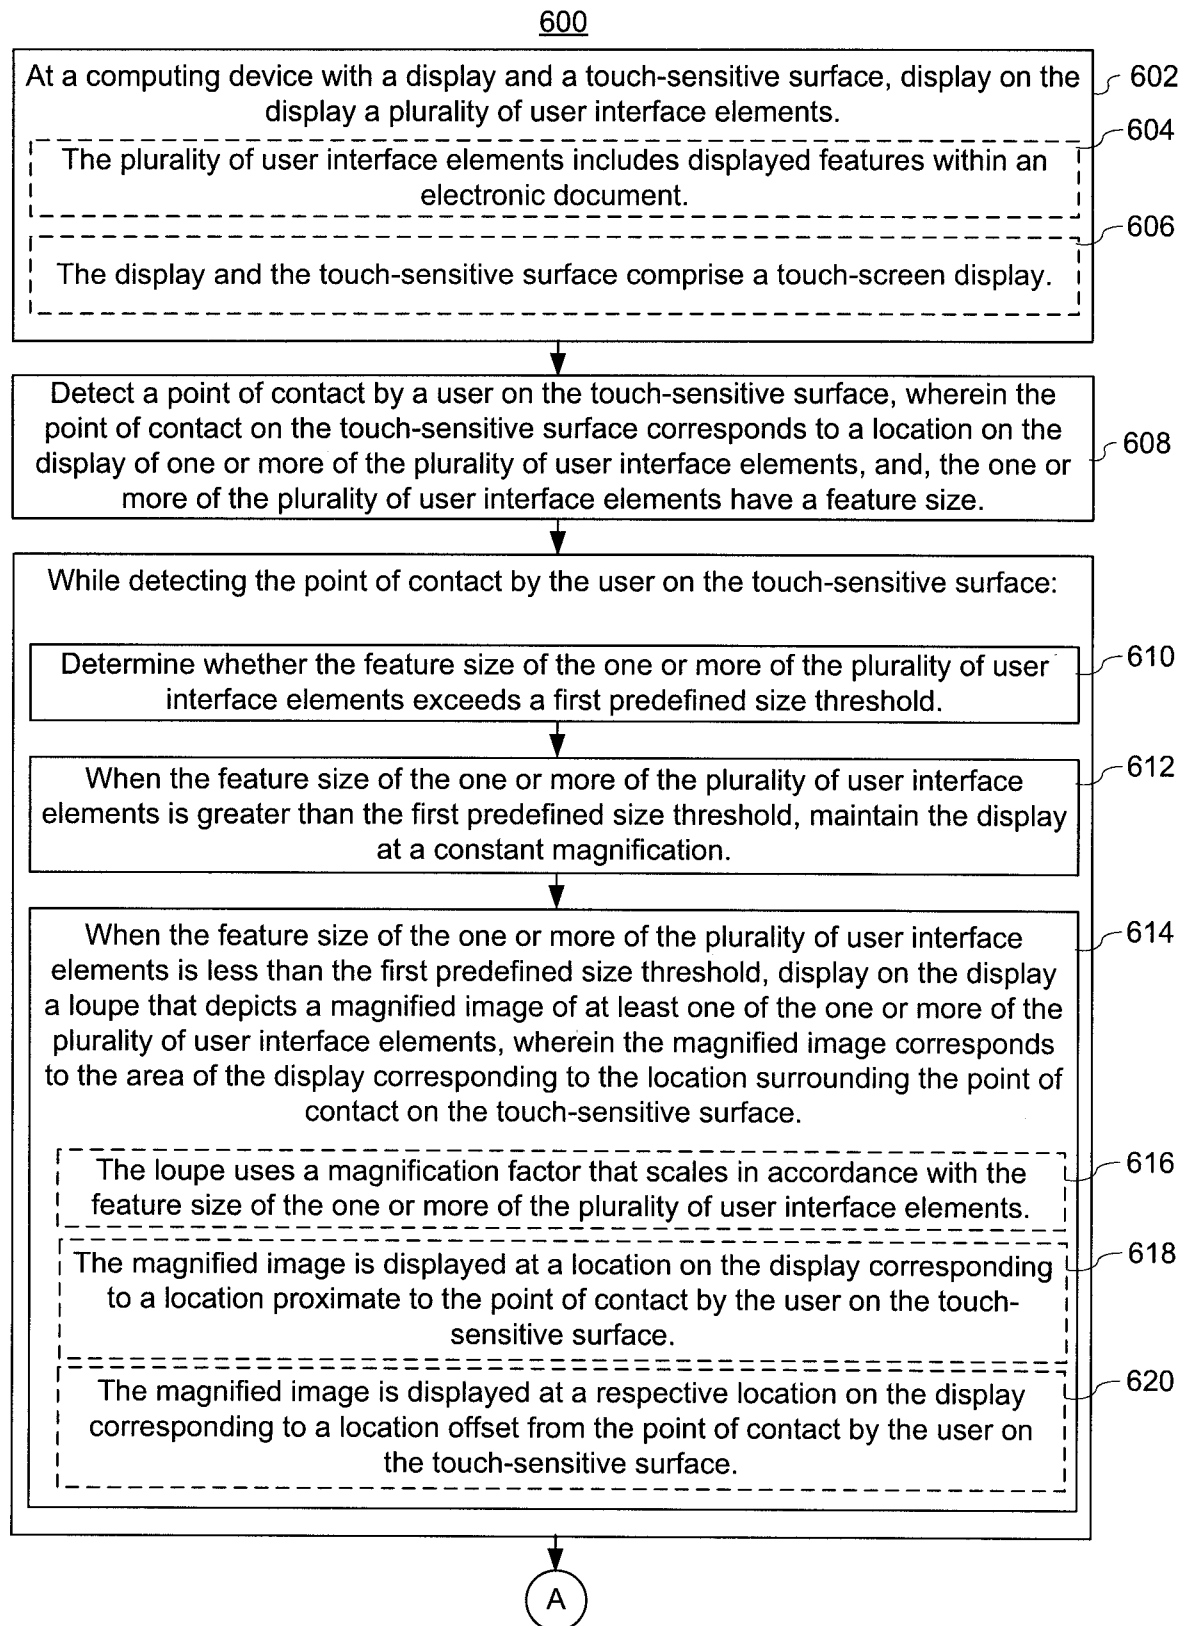 600
At a computing device with a display and a touch-sensitive surface, display on the
display a plurality of user interface elements.
602
604
The plurality of user interface elements includes displayed features within an
electronic document.
606
The display and the touch-sensitive surface comprise a touch-screen display.
Detect a point of contact by a user on the touch-sensitive surface, wherein the
point of contact on the touch-sensitive surface corresponds to a location on the
display of one or more of the plurality of user interface elements, and, the one or
more of the plurality of user interface elements have a feature size.
608
While detecting the point of contact by the user on the touch-sensitive surface:
Determine whether the feature size of the one or more of the plurality of user
interface elements exceeds a first predefined size threshold.
610
When the feature size of the one or more of the plurality of user interface
elements is greater than the first predefined size threshold, maintain the display
at a constant magnification.
612
When the feature size of the one or more of the plurality of user interface
elements is less than the first predefined size threshold, display on the display
a loupe that depicts a magnified image of at least one of the one or more of the
plurality of user interface elements, wherein the magnified image corresponds
to the area of the display corresponding to the location surrounding the point of
contact on the touch-sensitive surface.
614
The loupe uses a magnification factor that scales in accordance with the
feature size of the one or more of the plurality of user interface elements.
616
The magnified image is displayed at a location on the display corresponding
to a location proximate to the point of contact by the user on the touch-
sensitive surface.
618
The magnified image is displayed at a respective location on the display
corresponding to a location offset from the point of contact by the user on
the touch-sensitive surface.
620
A